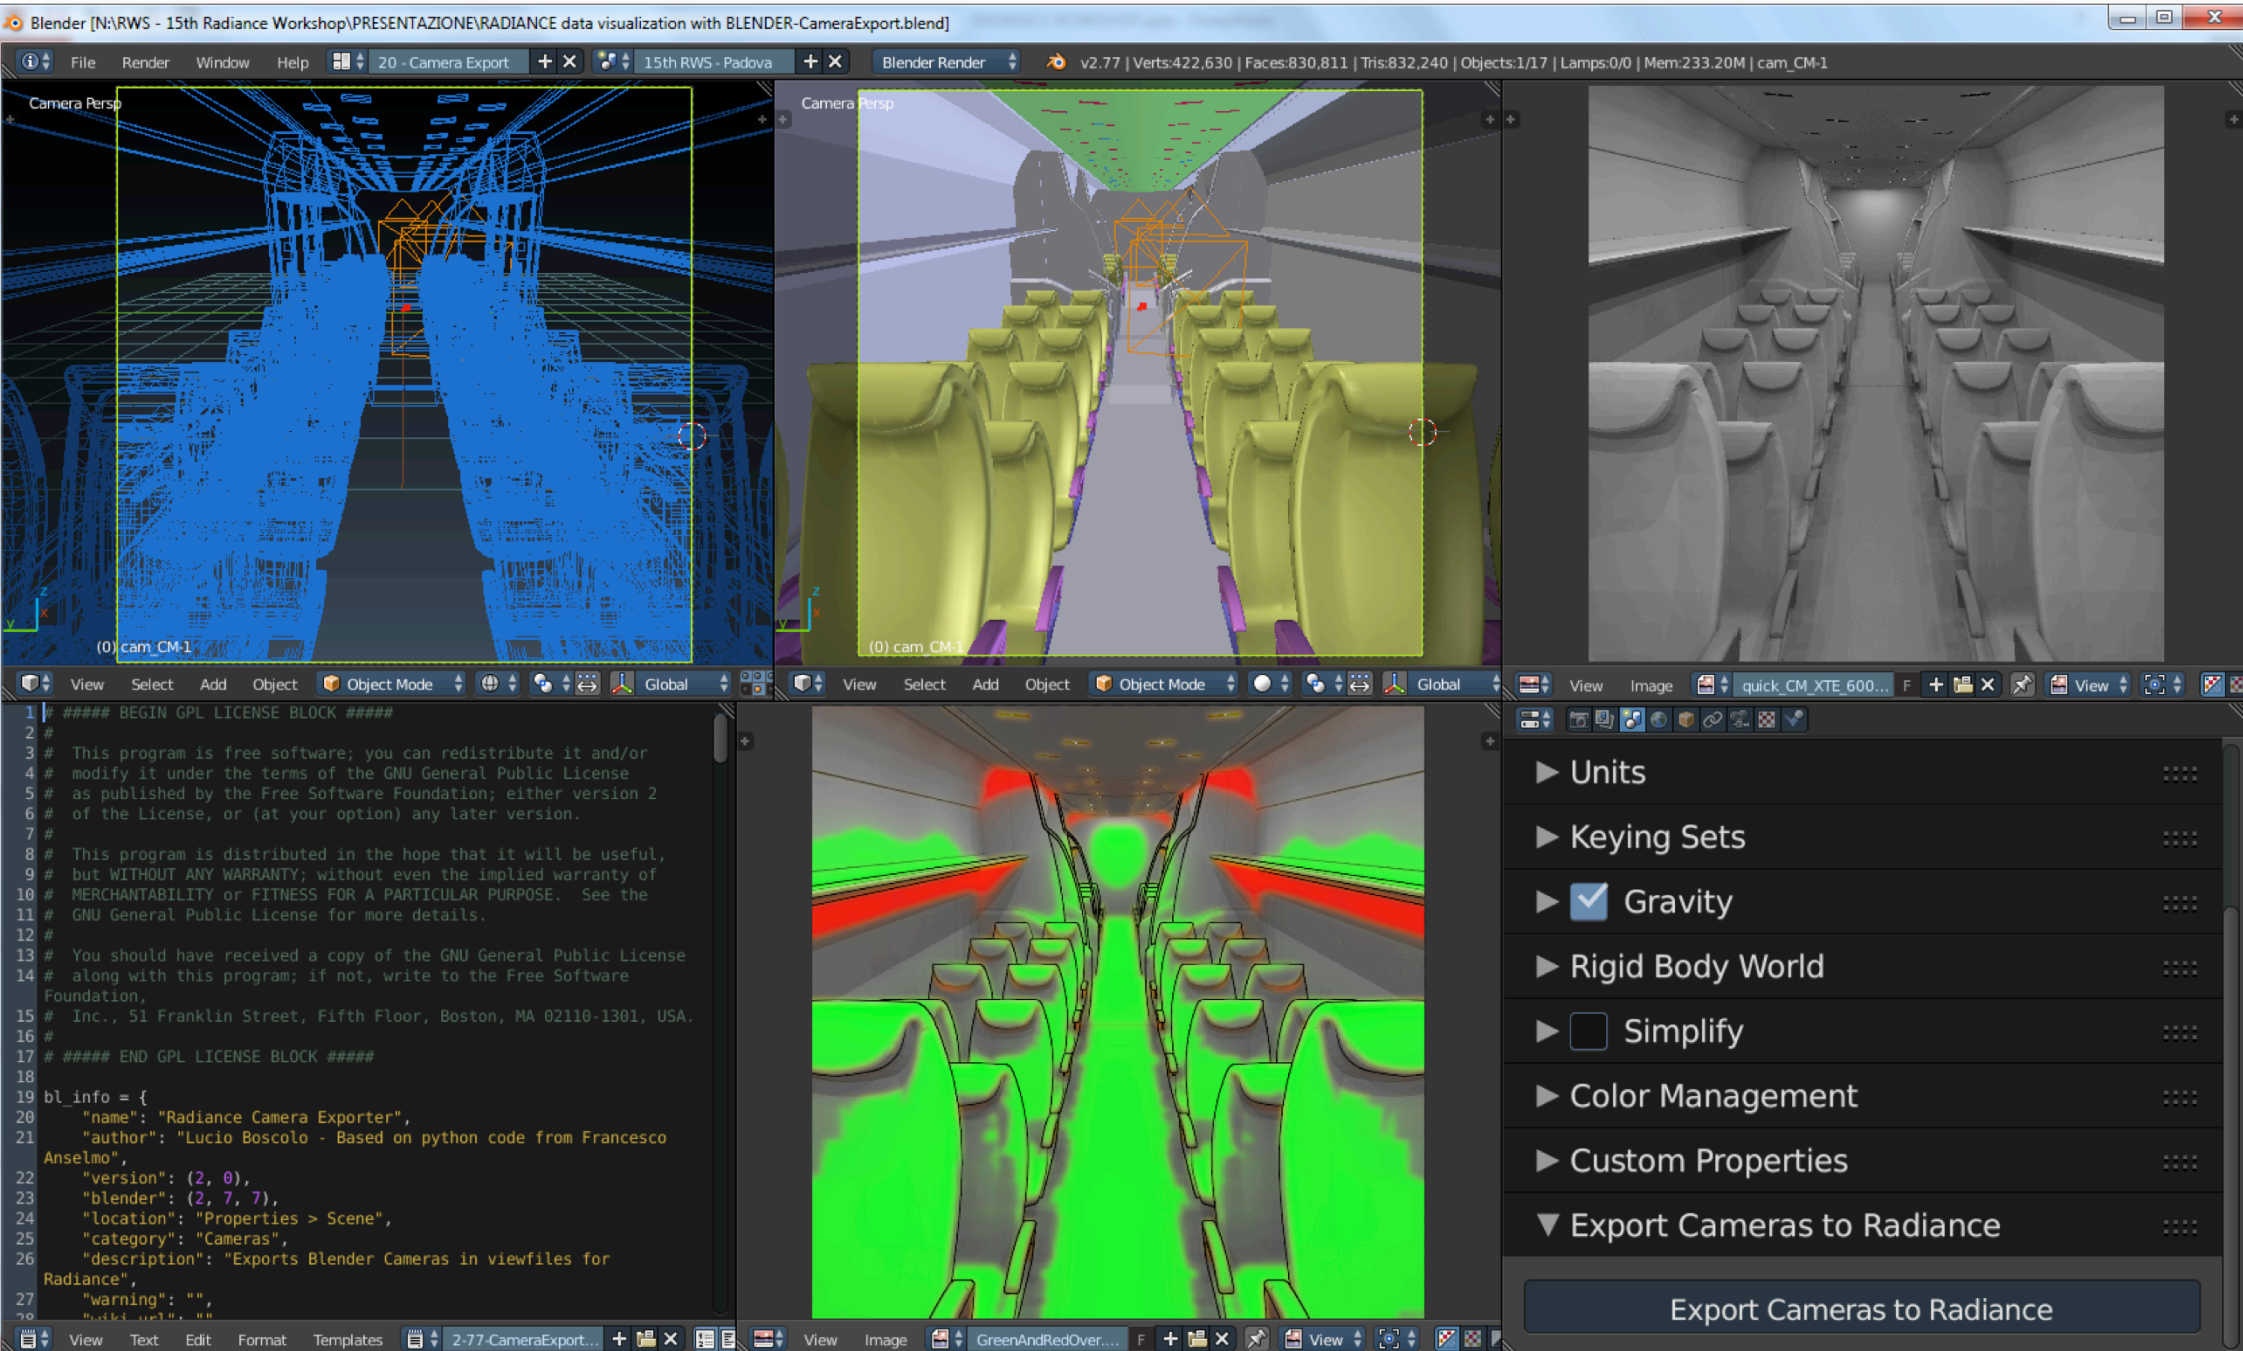 Blender [N:\RWS - 15th Radiance Workshop\PRESENTAZIONE\RADIANCE data visualization with BLENDER-CameraExport.blend]
File Render Window Help 20 - Camera Export 15th RWS - Padova Blender Render v2.77 | Verts:422,630 | Faces:830,811 | Tris:832,240 | Objects:1/17 | Lamps:0/0 | Mem:233.20M | cam_CM-1
Camera Persp
z
x
y
(0) cam_CM-1
Camera Persp
z
x
y
(0) cam_CM-1
View Select Add Object Object Mode Global
View Select Add Object Object Mode Global
View Image quick_CM_XTE_600... F View
1 # ##### BEGIN GPL LICENSE BLOCK #####
2 #
3 #  This program is free software; you can redistribute it and/or
4 #  modify it under the terms of the GNU General Public License
5 #  as published by the Free Software Foundation; either version 2
6 #  of the License, or (at your option) any later version.
7 #
8 #  This program is distributed in the hope that it will be useful,
9 #  but WITHOUT ANY WARRANTY; without even the implied warranty of
10 #  MERCHANTABILITY or FITNESS FOR A PARTICULAR PURPOSE.  See the
11 #  GNU General Public License for more details.
12 #
13 #  You should have received a copy of the GNU General Public License
14 #  along with this program; if not, write to the Free Software
Foundation,
15 #  Inc., 51 Franklin Street, Fifth Floor, Boston, MA 02110-1301, USA.
16 #
17 # ##### END GPL LICENSE BLOCK #####
18
19 bl_info = {
20     "name": "Radiance Camera Exporter",
21     "author": "Lucio Boscolo - Based on python code from Francesco
Anselmo",
22     "version": (2, 0),
23     "blender": (2, 7, 7),
24     "location": "Properties > Scene",
25     "category": "Cameras",
26     "description": "Exports Blender Cameras in viewfiles for
Radiance",
27     "warning": "",
View Text Edit Format Templates 2-77-CameraExport...
View Image GreenAndRedOver.... F View
Units
Keying Sets
Gravity
Rigid Body World
Simplify
Color Management
Custom Properties
Export Cameras to Radiance
Export Cameras to Radiance